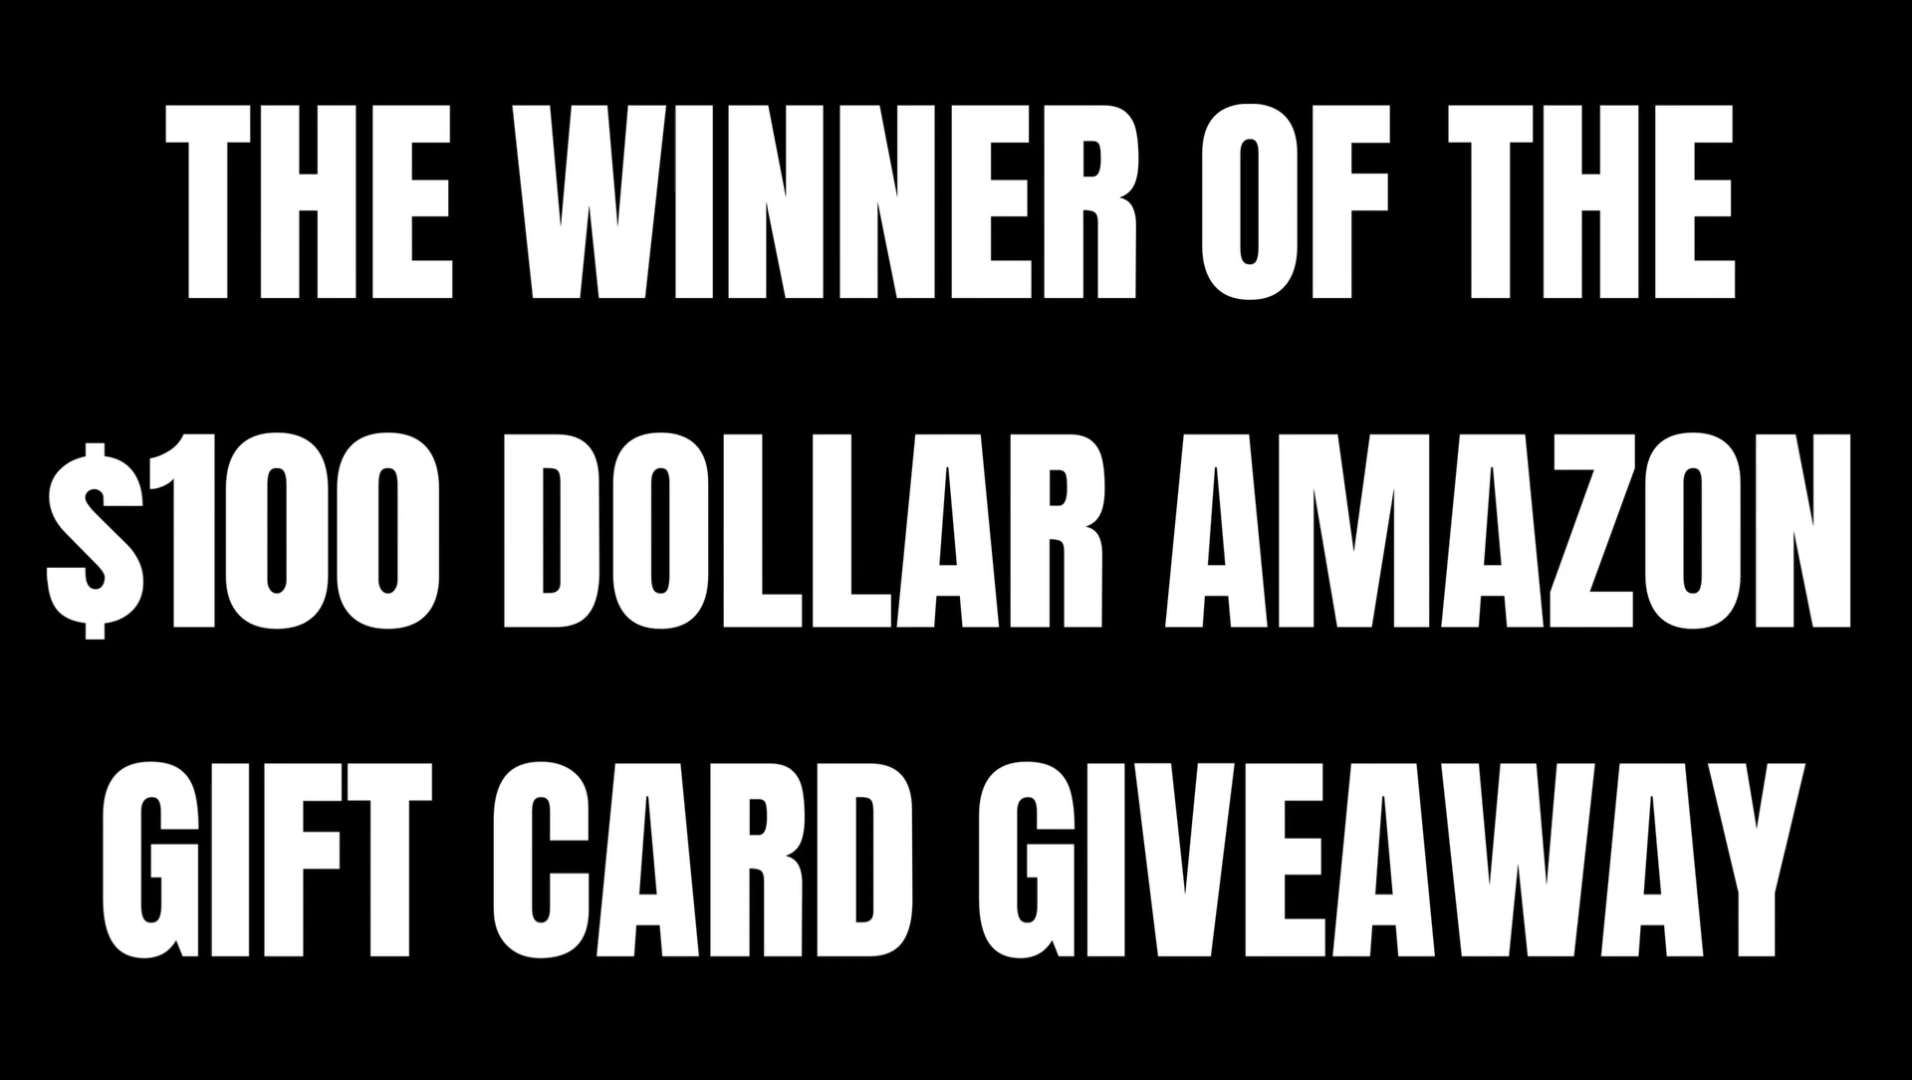 THE WINNER OF THE
$100 DOLLAR AMAZON
GIFT CARD GIVEAWAY